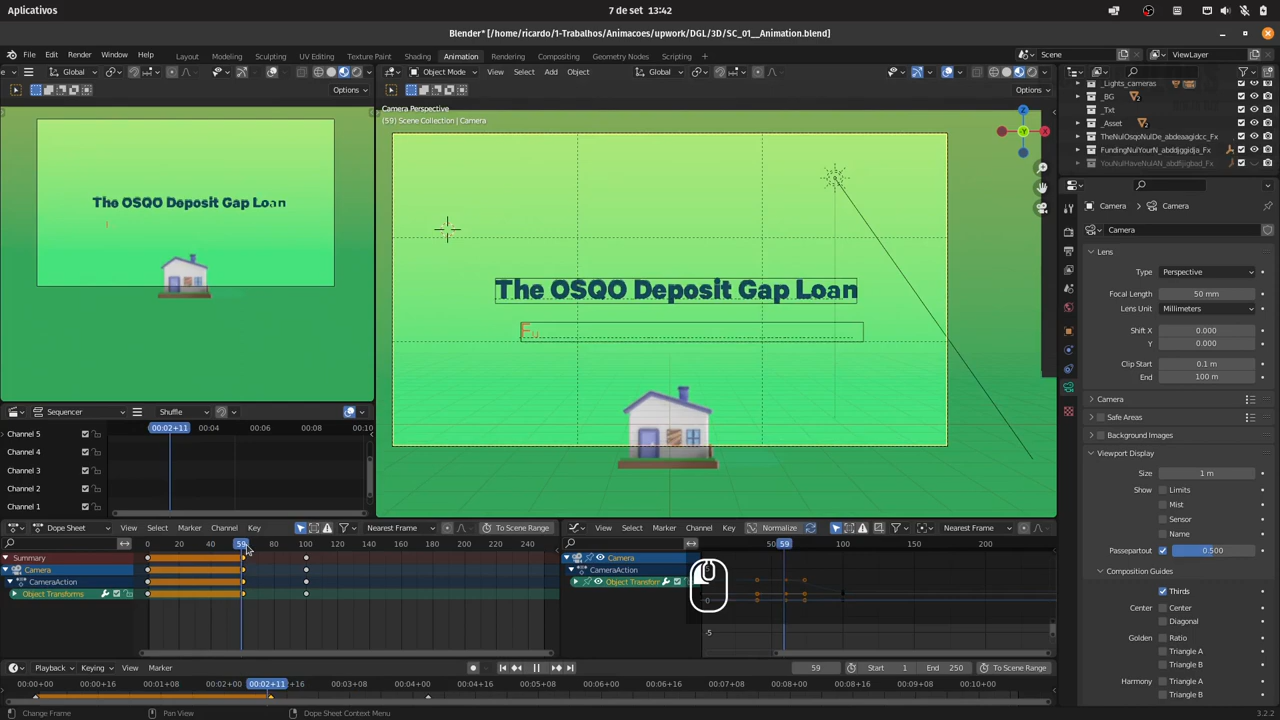 Aplicativos
7 de set  13:42
Blender* [/home/ricardo/1-Trabalhos/Animacoes/upwork/DGL/3D/SC_01__Animation.blend]
File Edit Render Window Help
Layout Modeling Sculpting UV Editing Texture Paint Shading Animation Rendering Compositing Geometry Nodes Scripting
Scene ViewLayer
Global
Object Mode View Select Add Object Global
Options
Options
Camera Perspective
(59) Scene Collection | Camera
The OSQO Deposit Gap Loan
The OSQO Deposit Gap Loan
Fu
Z
X
-Y
_Lights_cameras
_BG
_Txt
_Asset
TheNulOsqoNulDe_abdeaagidcc_Fx
FundingNulYourN_abddjggidja_Fx
YouNulHaveNulAN_abdfijigbad_Fx
Camera Camera
Camera
Lens
Type Perspective
Focal Length 50 mm
Lens Unit Millimeters
Shift X 0.000
Y 0.000
Clip Start 0.1 m
End 100 m
Camera
Safe Areas
Background Images
Viewport Display
Size 1 m
Show Limits
Mist
Sensor
Name
Passepartout 0.500
Composition Guides
Thirds
Center Center
Diagonal
Golden Ratio
Triangle A
Triangle B
Harmony Triangle A
Triangle B
Sequencer Shuffle
00:02+11 00:04 00:06 00:08 00:10
Channel 5
Channel 4
Channel 3
Channel 2
Channel 1
Dope Sheet View Select Marker Channel Key Nearest Frame To Scene Range
0 20 40 59 80 100 120 140 160 180 200 220 240
Summary
Camera
CameraAction
Object Transforms
View Select Marker Channel Key Normalize Nearest Frame
50 59 100 150 200
Camera
CameraAction
Object Transform
0
-5
Playback Keying View Marker
59 Start 1 End 250 To Scene Range
00:00+00 00:00+16 00:01+08 00:02+11 00:03+08 00:04+00 00:04+16 00:05+08 00:06+00 00:06+16 00:07+08 00:08+00 00:08+16 00:09+08 00:10+00
Change Frame Pan View Dope Sheet Context Menu
3.2.2